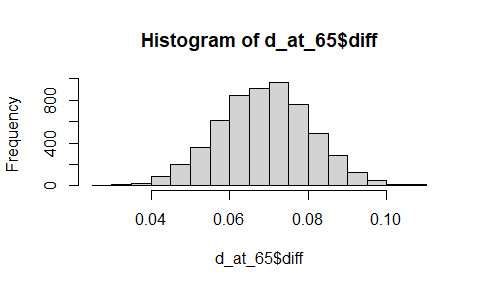 Histogram of d_at_65$diff
Frequency
0 400 800
0.04 0.06 0.08 0.10
d_at_65$diff